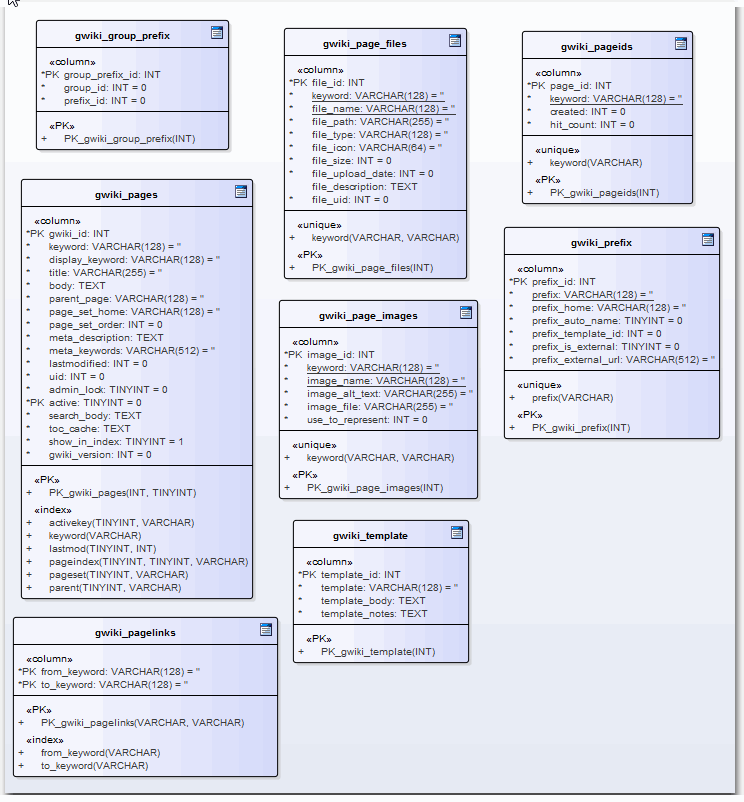 gwiki_group_prefix
«column»
*PK group_prefix_id: INT
* group_id: INT = 0
* prefix_id: INT = 0
«PK»
+ PK_gwiki_group_prefix(INT)
gwiki_page_files
«column»
*PK file_id: INT
* keyword: VARCHAR(128) = ''
* file_name: VARCHAR(128) = ''
* file_path: VARCHAR(255) = ''
* file_type: VARCHAR(128) = ''
* file_icon: VARCHAR(64) = ''
* file_size: INT = 0
* file_upload_date: INT = 0
file_description: TEXT
* file_uid: INT = 0
«unique»
+ keyword(VARCHAR, VARCHAR)
«PK»
+ PK_gwiki_page_files(INT)
gwiki_pageids
«column»
*PK page_id: INT
* keyword: VARCHAR(128) = ''
* created: INT = 0
* hit_count: INT = 0
«unique»
+ keyword(VARCHAR)
«PK»
+ PK_gwiki_pageids(INT)
gwiki_pages
«column»
*PK gwiki_id: INT
* keyword: VARCHAR(128) = ''
* display_keyword: VARCHAR(128) = ''
* title: VARCHAR(255) = ''
* body: TEXT
* parent_page: VARCHAR(128) = ''
* page_set_home: VARCHAR(128) = ''
* page_set_order: INT = 0
* meta_description: TEXT
* meta_keywords: VARCHAR(512) = ''
* lastmodified: INT = 0
* uid: INT = 0
* admin_lock: TINYINT = 0
*PK active: TINYINT = 0
* search_body: TEXT
* toc_cache: TEXT
* show_in_index: TINYINT = 1
* gwiki_version: INT = 0
«PK»
+ PK_gwiki_pages(INT, TINYINT)
«index»
+ activekey(TINYINT, VARCHAR)
+ keyword(VARCHAR)
+ lastmod(TINYINT, INT)
+ pageindex(TINYINT, TINYINT, VARCHAR)
+ pageset(TINYINT, VARCHAR)
+ parent(TINYINT, VARCHAR)
gwiki_prefix
«column»
*PK prefix_id: INT
* prefix: VARCHAR(128) = ''
* prefix_home: VARCHAR(128) = ''
* prefix_auto_name: TINYINT = 0
* prefix_template_id: INT = 0
* prefix_is_external: TINYINT = 0
* prefix_external_url: VARCHAR(512) = ''
«unique»
+ prefix(VARCHAR)
«PK»
+ PK_gwiki_prefix(INT)
gwiki_page_images
«column»
*PK image_id: INT
* keyword: VARCHAR(128) = ''
* image_name: VARCHAR(128) = ''
* image_alt_text: VARCHAR(255) = ''
* image_file: VARCHAR(255) = ''
* use_to_represent: INT = 0
«unique»
+ keyword(VARCHAR, VARCHAR)
«PK»
+ PK_gwiki_page_images(INT)
gwiki_template
«column»
*PK template_id: INT
* template: VARCHAR(128) = ''
* template_body: TEXT
* template_notes: TEXT
«PK»
+ PK_gwiki_template(INT)
gwiki_pagelinks
«column»
*PK from_keyword: VARCHAR(128) = ''
*PK to_keyword: VARCHAR(128) = ''
«PK»
+ PK_gwiki_pagelinks(VARCHAR, VARCHAR)
«index»
+ from_keyword(VARCHAR)
+ to_keyword(VARCHAR)